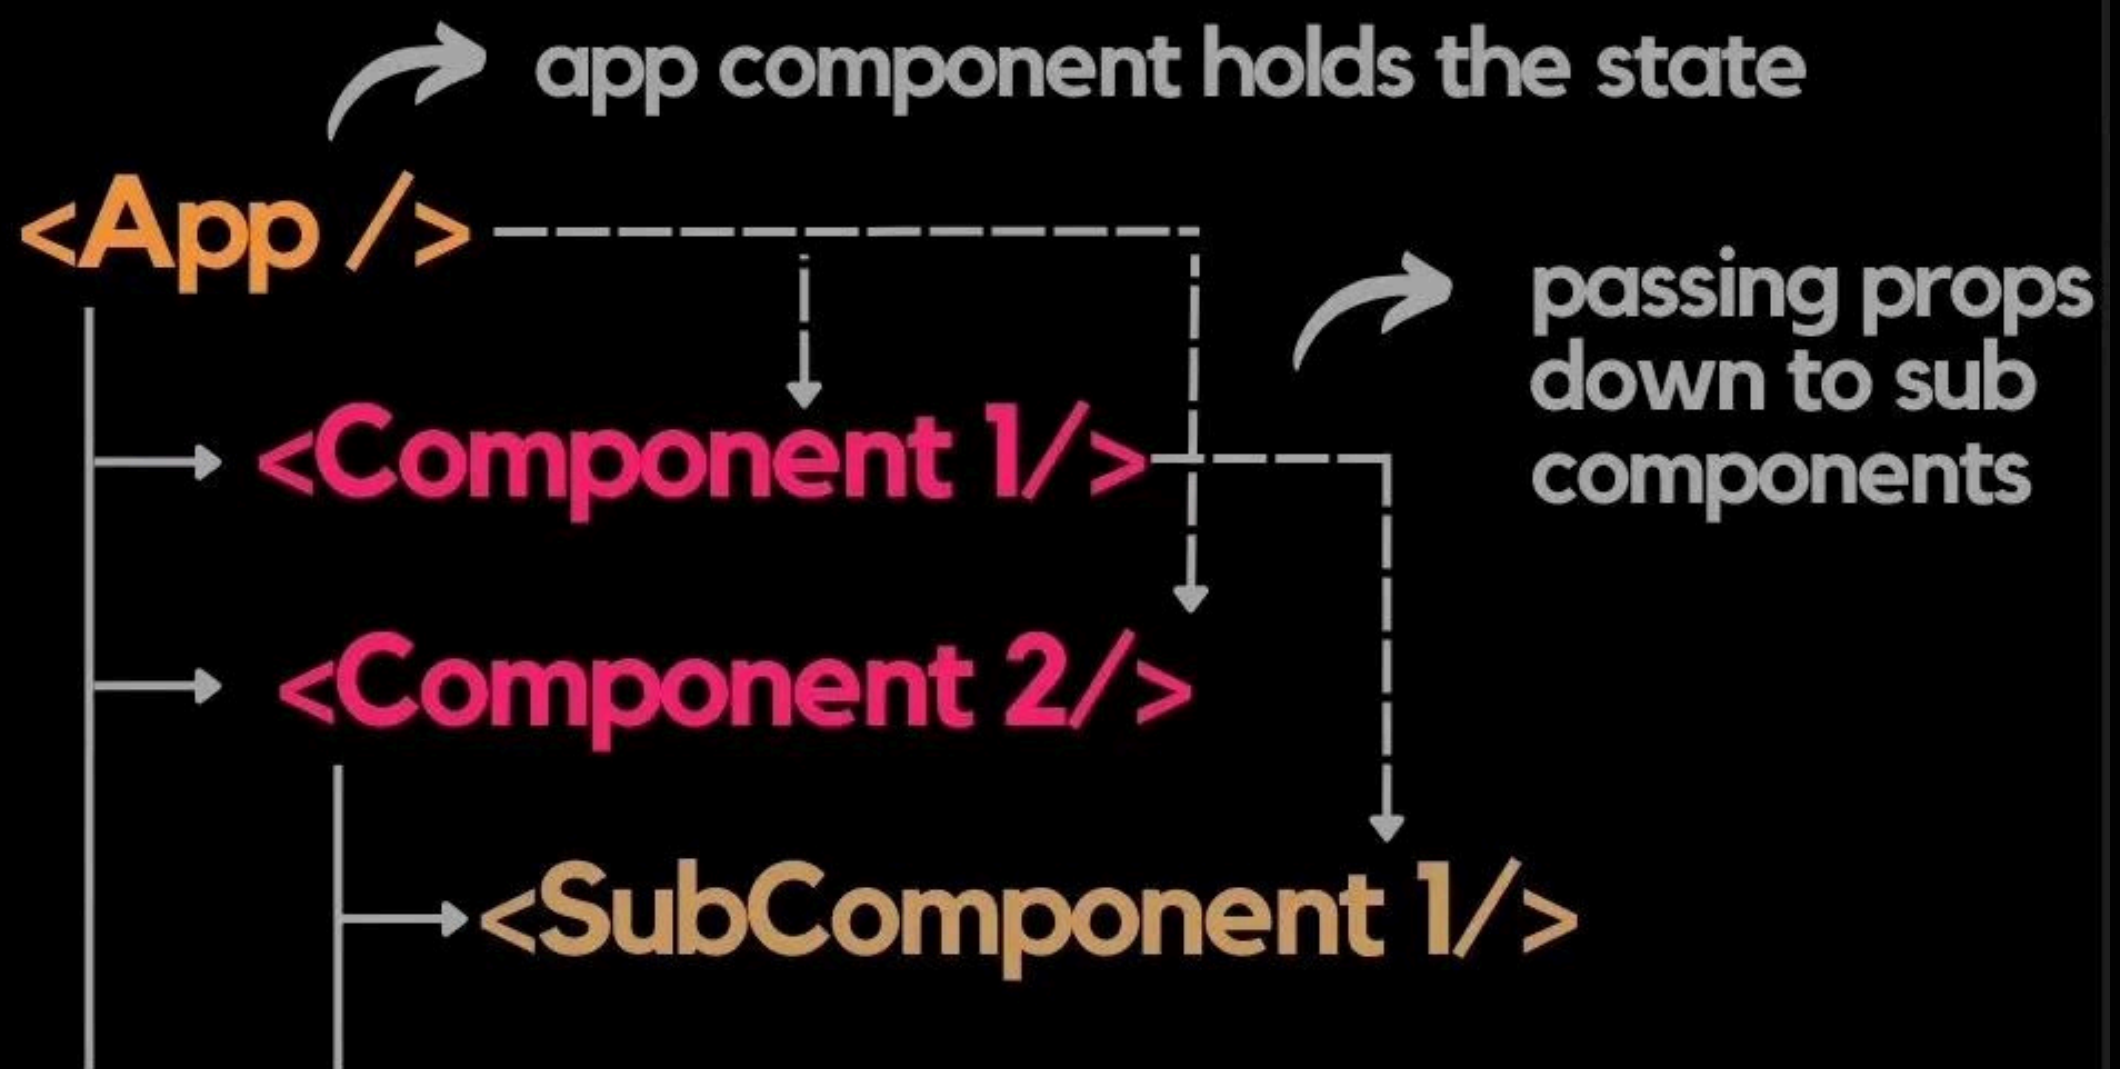 app component holds the state
<App />
passing props
down to sub
components
<Component 1/>
<Component 2/>
<SubComponent 1/>